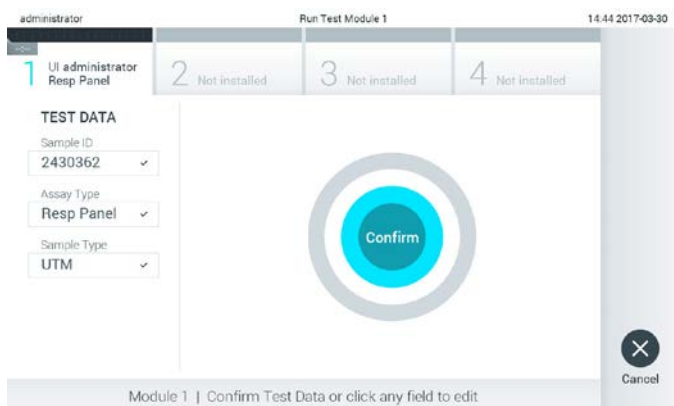 administrator Run Test Module 1 14:44 2017-03-30
1 UI administrator
Resp Panel
2 Not installed
3 Not installed
4 Not installed
TEST DATA
Sample ID
2430362
Assay Type
Resp Panel
Sample Type
UTM
Confirm
Cancel
Module 1 | Confirm Test Data or click any field to edit